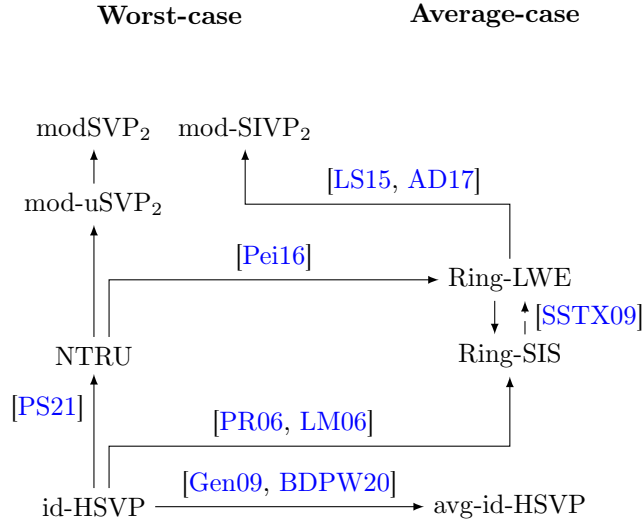 Worst-case Average-case
modSVP₂ mod-SIVP₂
[LS15, AD17]
mod-uSVP₂
[Pei16] Ring-LWE
[SSTX09]
NTRU Ring-SIS
[PS21]
[PR06, LM06]
[Gen09, BDPW20]
id-HSVP avg-id-HSVP